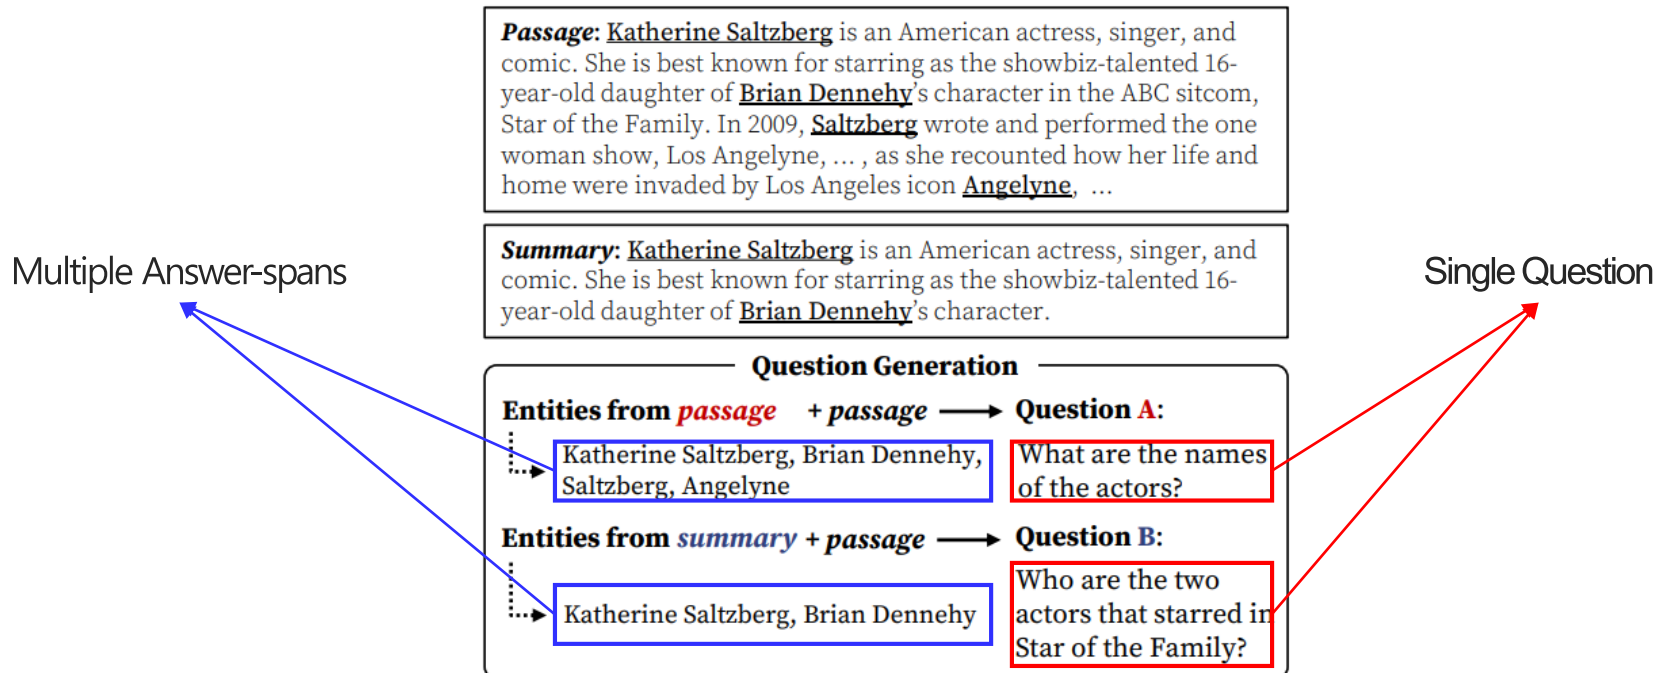 Passage: Katherine Saltzberg is an American actress, singer, and
comic. She is best known for starring as the showbiz-talented 16-
year-old daughter of Brian Dennehy's character in the ABC sitcom,
Star of the Family. In 2009, Saltzberg wrote and performed the one
woman show, Los Angelyne, ... , as she recounted how her life and
home were invaded by Los Angeles icon Angelyne, ...
Summary: Katherine Saltzberg is an American actress, singer, and
comic. She is best known for starring as the showbiz-talented 16-
year-old daughter of Brian Dennehy's character.
Multiple Answer-spans
Single Question
Question Generation
Entities from passage + passage
Question A:
Katherine Saltzberg, Brian Dennehy,
Saltzberg, Angelyne
What are the names
of the actors?
Entities from summary + passage
Question B:
Katherine Saltzberg, Brian Dennehy
Who are the two
actors that starred in
Star of the Family?